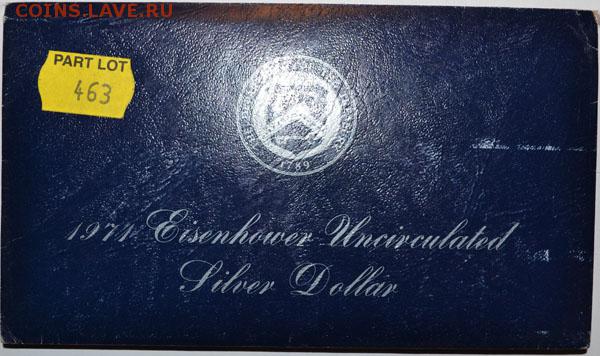 COINS.LAVE.RU
PART LOT
463
1789
1974 Eisenhower Uncirculated
Silver Dollar